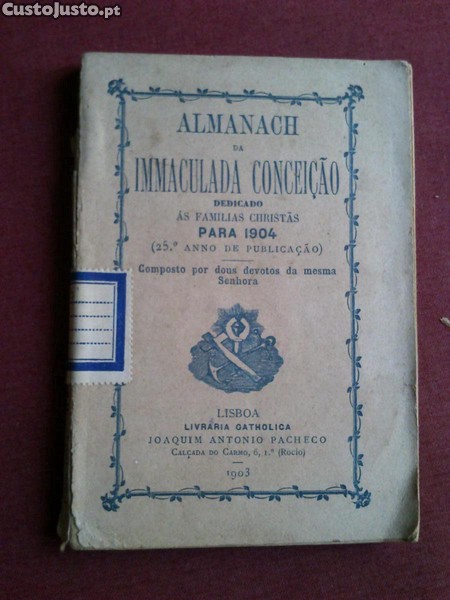 CustoJusto.pt
ALMANACH
DA
IMMACULADA CONCEIÇÃO
DEDICADO
ÁS FAMILIAS CHRISTÃS
PARA 1904
(25.º ANNO DE PUBLICAÇÃO)
Composto por dous devotos da mesma
Senhora
LISBOA
LIVRARIA CATHOLICA
JOAQUIM ANTONIO PACHECO
CALÇADA DO CARMO, 6, 1.º (ROCIO)
1903